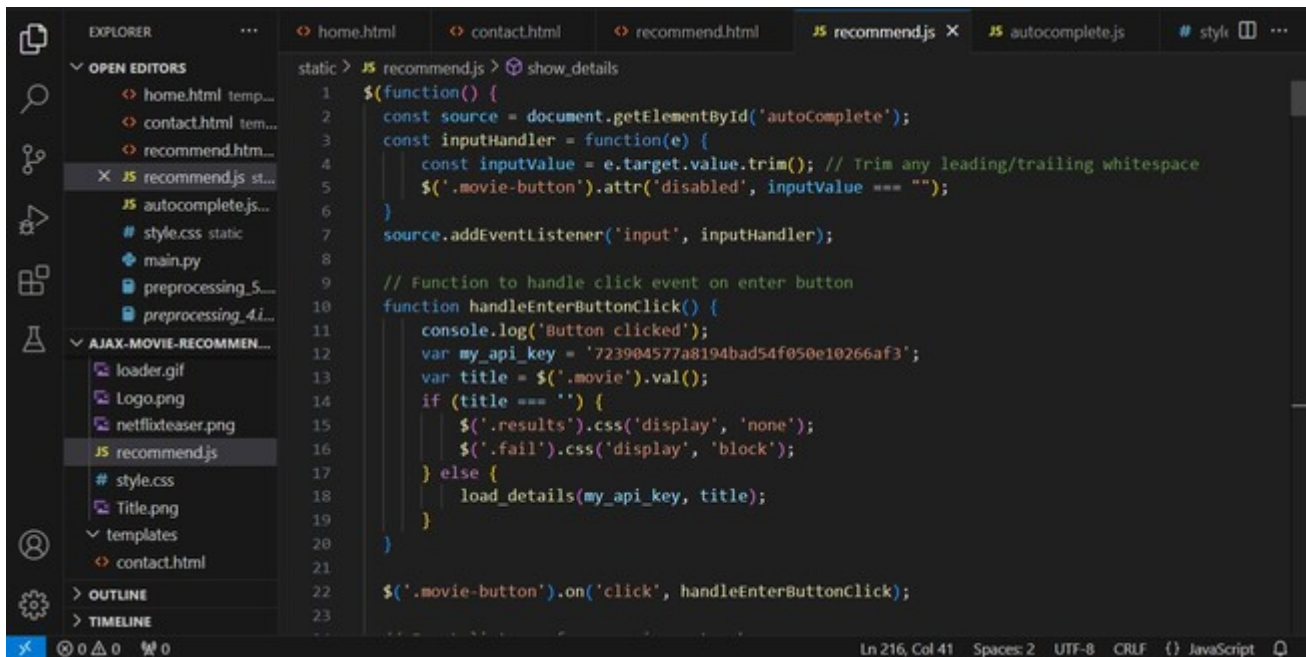 EXPLORER ...
home.html contact.html recommend.html JS recommend.js JS autocomplete.js # style ...
OPEN EDITORS
home.html temp...
contact.html tem...
recommend.htm...
JS recommend.js st...
JS autocomplete.js...
# style.css static
main.py
preprocessing_5....
preprocessing_4.i...
AJAX-MOVIE-RECOMMEN...
loader.gif
Logo.png
netflixteaser.png
JS recommend.js
# style.css
Title.png
templates
contact.html
OUTLINE
TIMELINE
static > JS recommend.js > show_details
1 $(function() {
2 const source = document.getElementById('autoComplete');
3 const inputHandler = function(e) {
4 const inputValue = e.target.value.trim(); // Trim any leading/trailing whitespace
5 $('.movie-button').attr('disabled', inputValue === "");
6 }
7 source.addEventListener('input', inputHandler);
8
9 // Function to handle click event on enter button
10 function handleEnterButtonClick() {
11 console.log('Button clicked');
12 var my_api_key = '723904577a8194bad54f050e10266af3';
13 var title = $('.movie').val();
14 if (title === '') {
15 $('.results').css('display', 'none');
16 $('.fail').css('display', 'block');
17 } else {
18 load_details(my_api_key, title);
19 }
20 }
21
22 $('.movie-button').on('click', handleEnterButtonClick);
23
0 0 0 Ln 216, Col 41 Spaces: 2 UTF-8 CRLF {} JavaScript